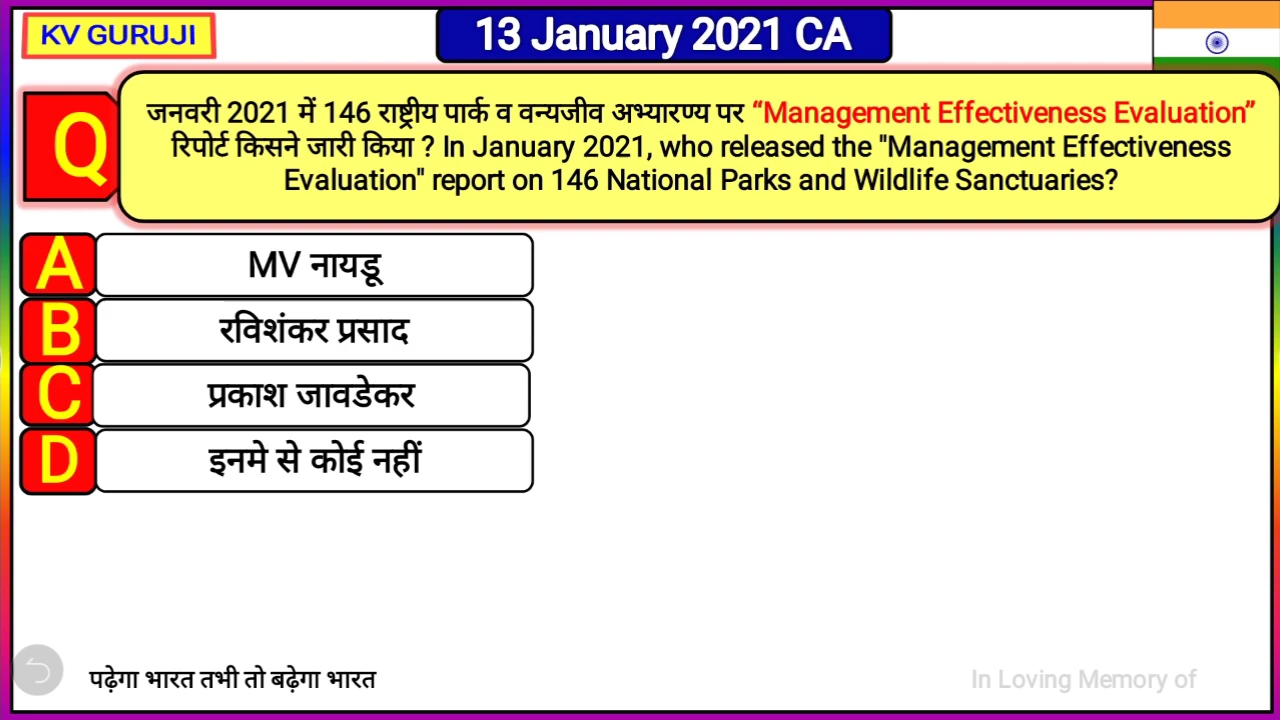 KV GURUJI
13 January 2021 CA
Q
जनवरी 2021 में 146 राष्ट्रीय पार्क व वन्यजीव अभ्यारण्य पर “Management Effectiveness Evaluation”
रिपोर्ट किसने जारी किया ? In January 2021, who released the "Management Effectiveness
Evaluation" report on 146 National Parks and Wildlife Sanctuaries?
A MV नायडू
B रविशंकर प्रसाद
C प्रकाश जावडेकर
D इनमे से कोई नहीं
पढ़ेगा भारत तभी तो बढ़ेगा भारत
In Loving Memory of